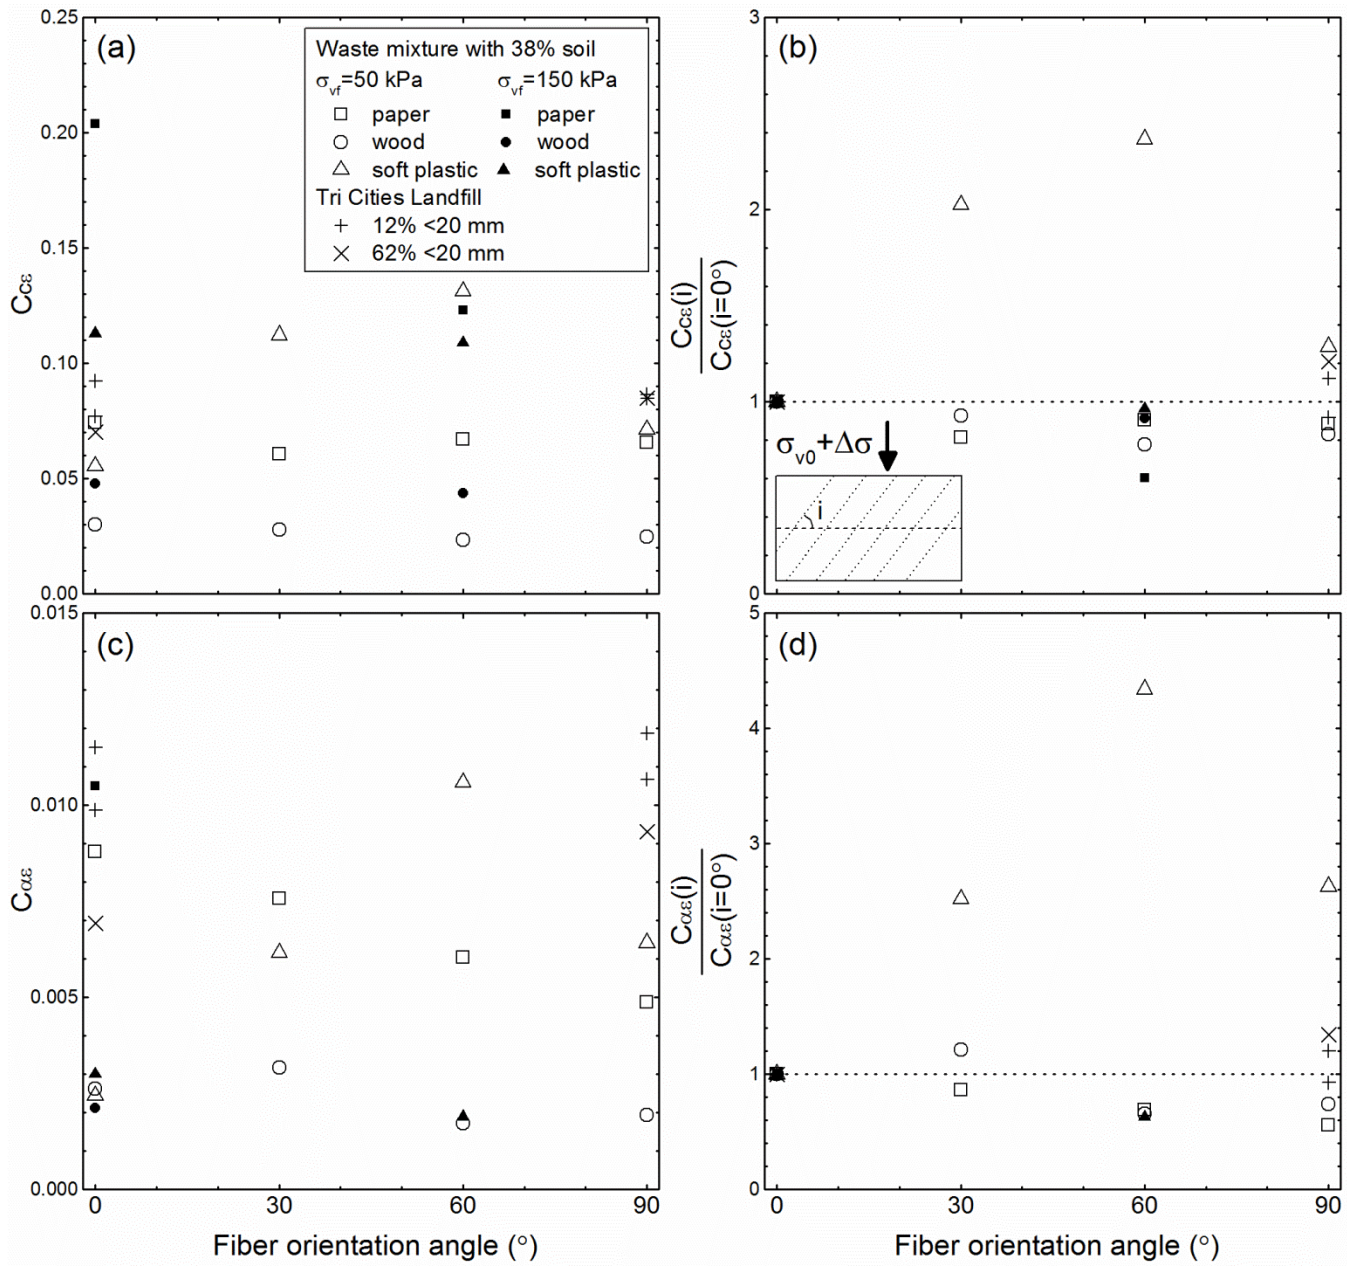 (a)
Waste mixture with 38% soil
σvf=50 kPa σvf=150 kPa
paper paper
wood wood
soft plastic soft plastic
Tri Cities Landfill
12% <20 mm
62% <20 mm
0.25
0.20
0.15
0.10
0.05
0.00
Ccε
(b)
3
2
1
0
Ccε(i)
Ccε(i=0°)
σv0+Δσ
i
(c)
0.015
0.010
0.005
0.000
Cαε
0 30 60 90
Fiber orientation angle (°)
(d)
5
4
3
2
1
0
Cαε(i)
Cαε(i=0°)
0 30 60 90
Fiber orientation angle (°)